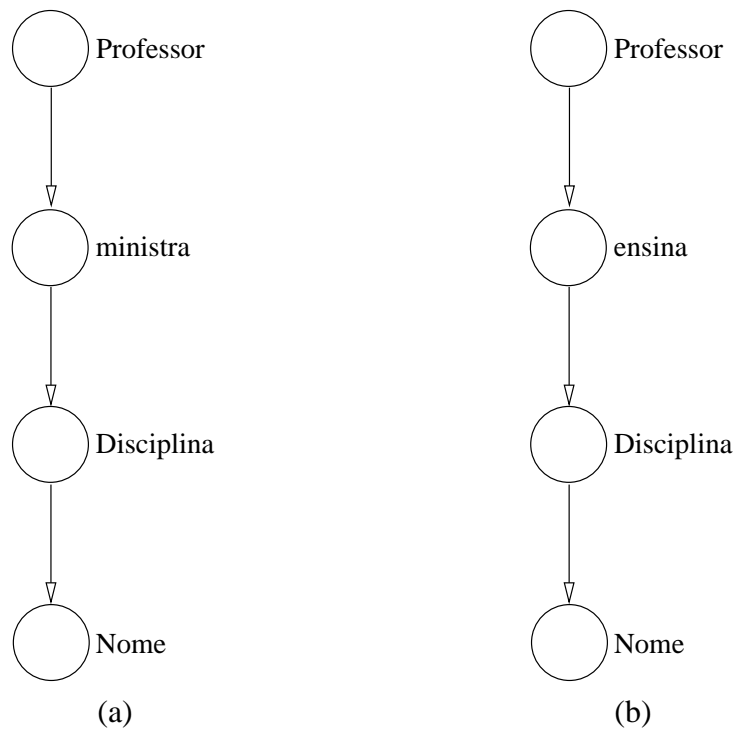 Professor
ministra
Disciplina
Nome
(a)
Professor
ensina
Disciplina
Nome
(b)